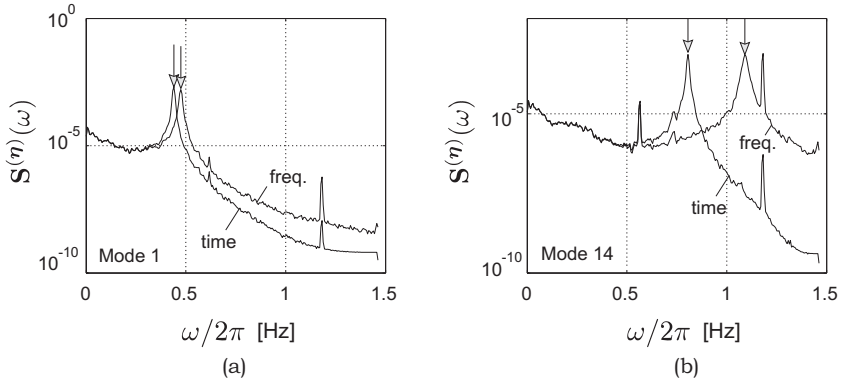 10^0
10^-5
10^-10
S^(η)(ω)
freq.
time
Mode 1
0 0.5 1 1.5
ω/2π [Hz]
(a)
10^-5
10^-10
S^(η)(ω)
freq.
time
Mode 14
0 0.5 1 1.5
ω/2π [Hz]
(b)